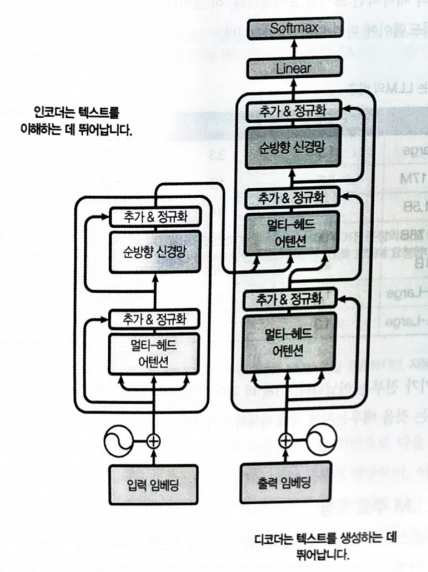 Softmax
Linear
추가 & 정규화
순방향 신경망
추가 & 정규화
멀티-헤드
어텐션
추가 & 정규화
멀티-헤드
어텐션
출력 임베딩
디코더는 텍스트를 생성하는 데
뛰어납니다.
인코더는 텍스트를
이해하는 데 뛰어납니다.
추가 & 정규화
순방향 신경망
추가 & 정규화
멀티-헤드
어텐션
입력 임베딩